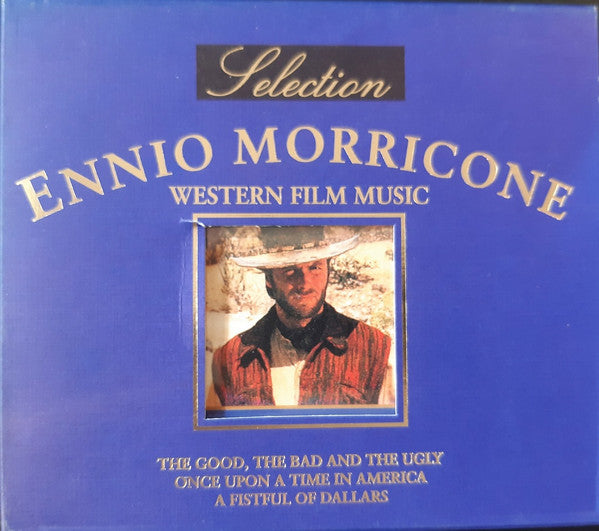 Selection
ENNIO MORRICONE
WESTERN FILM MUSIC
THE GOOD, THE BAD AND THE UGLY
ONCE UPON A TIME IN AMERICA
A FISTFUL OF DALLARS